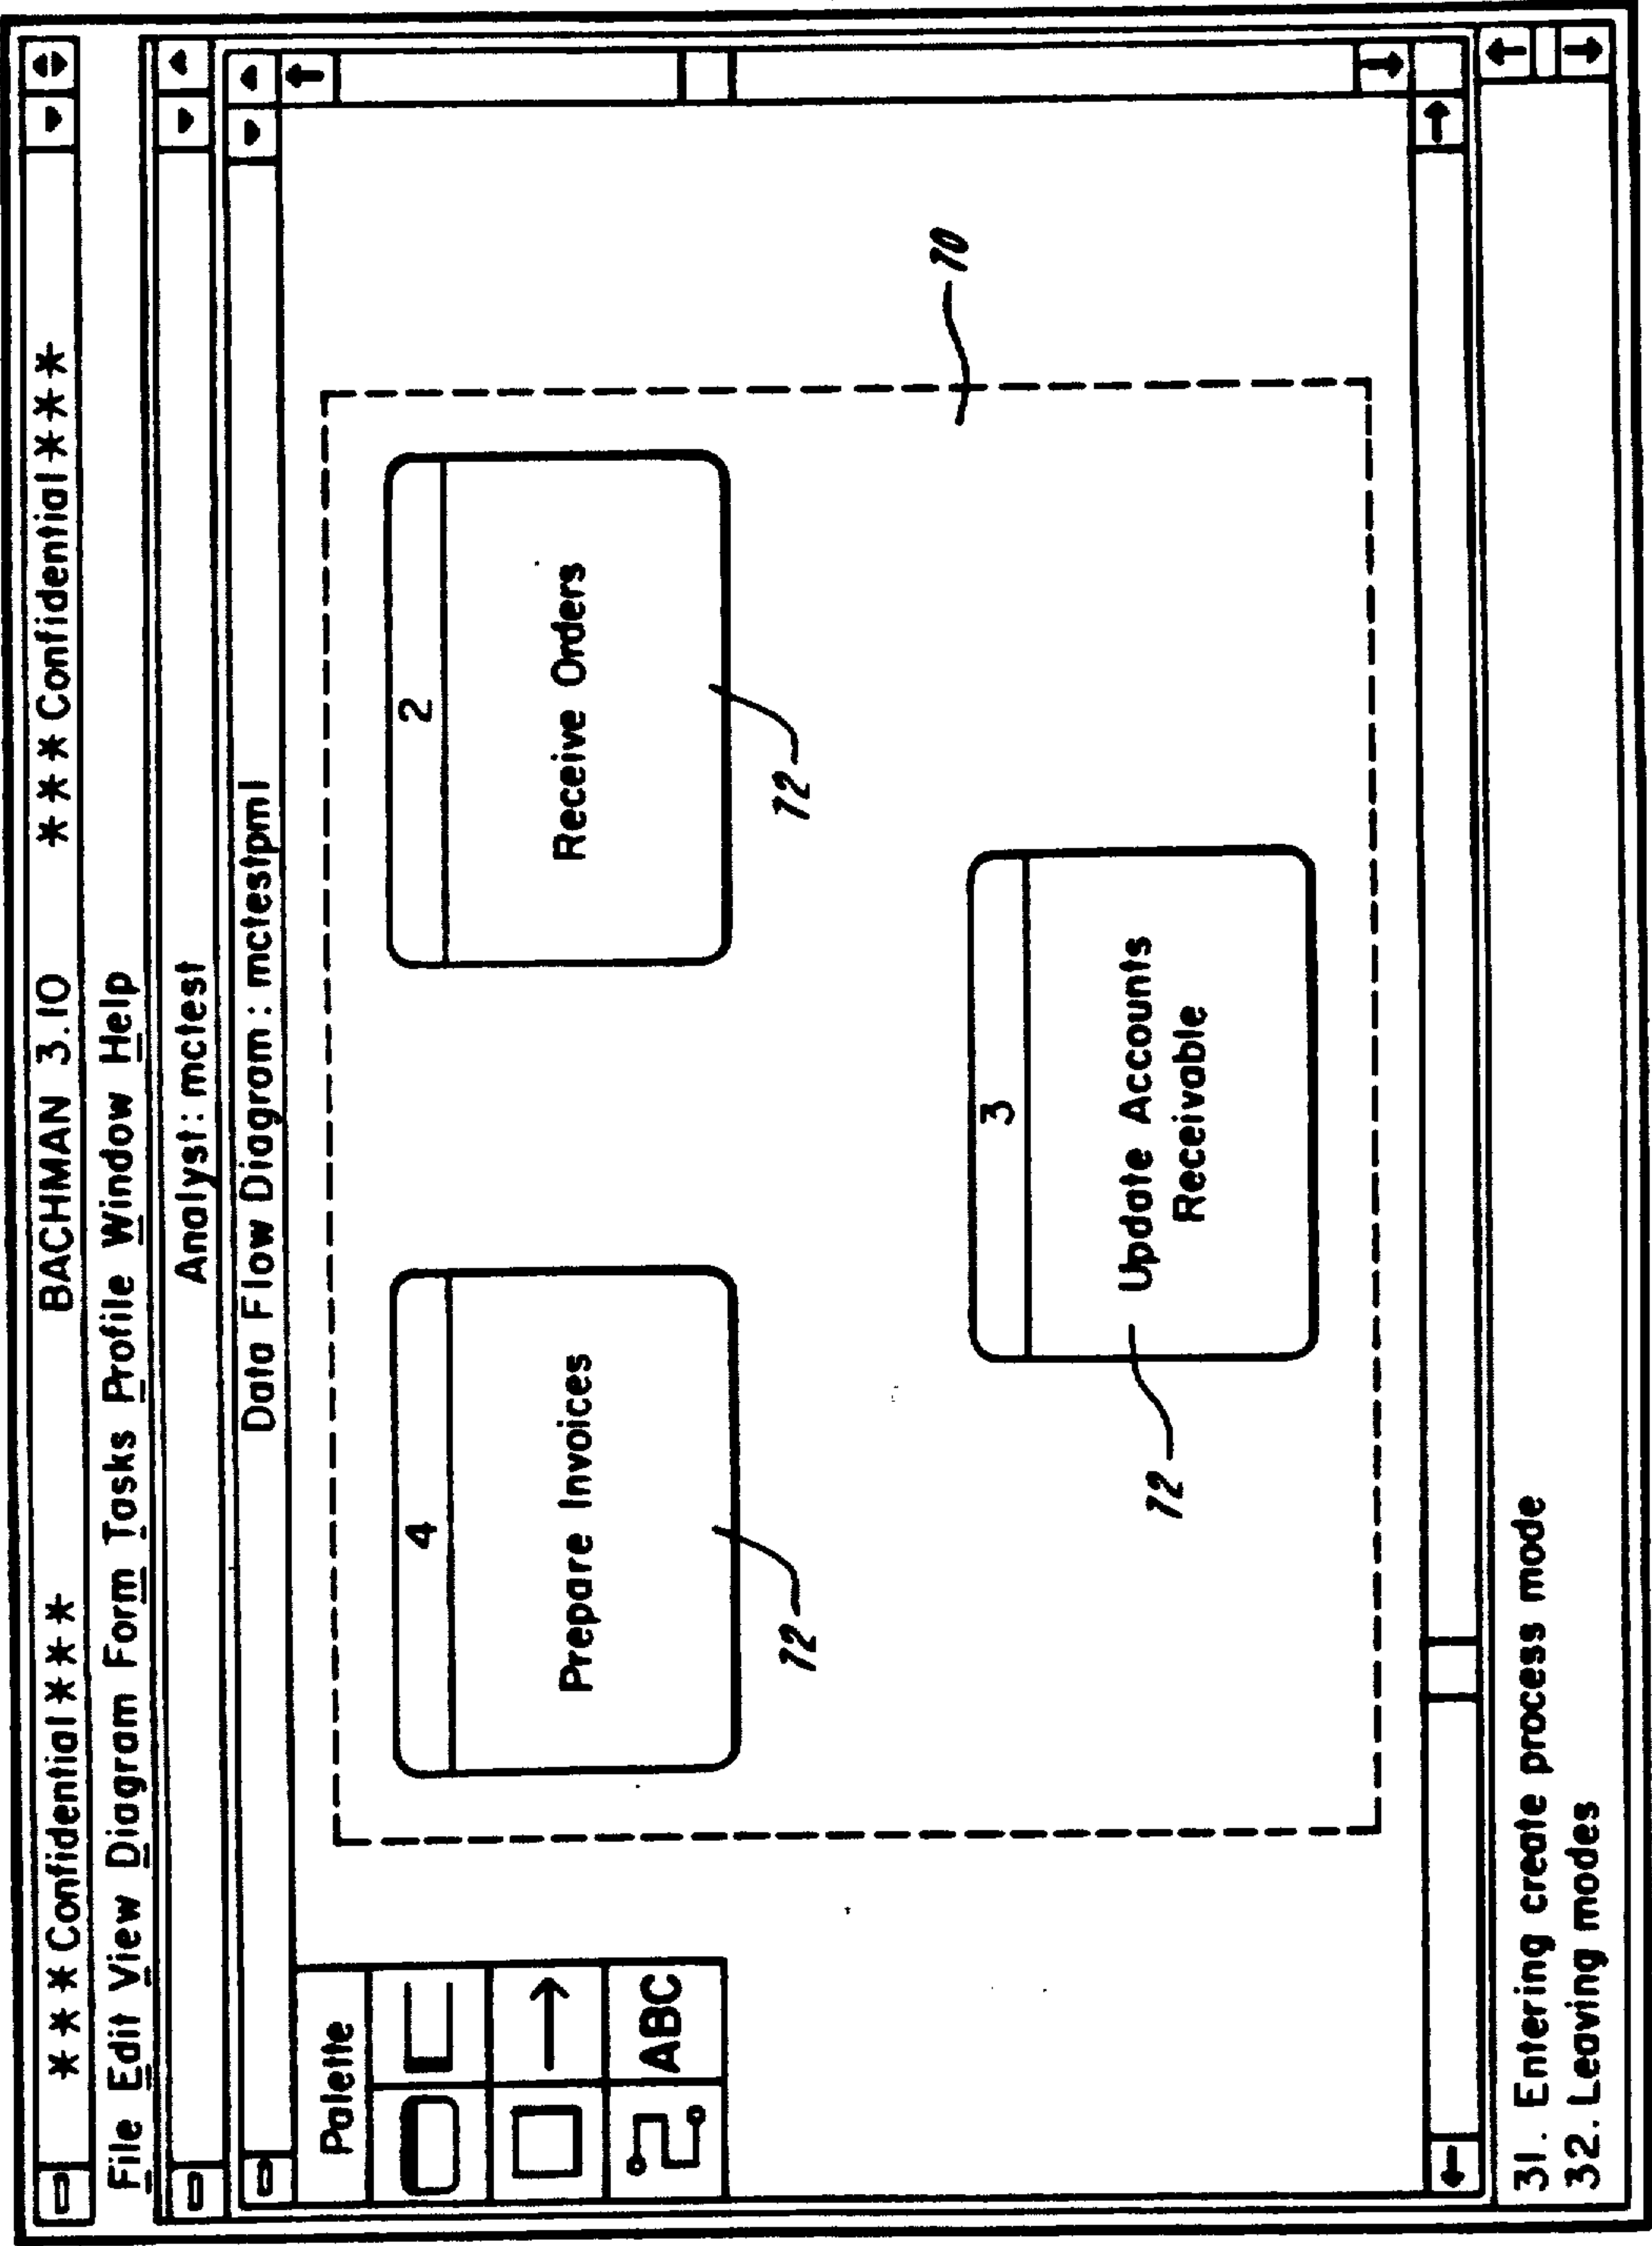 ***Confidential*** BACHMAN 3.10 ***Confidential***
File Edit View Diagram Form Tasks Profile Window Help
Analyst: mctest
Data Flow Diagram: mctestpm1
Palette
ABC
4
Prepare Invoices
72
2
Receive Orders
72
3
Update Accounts
Receivable
72
70
31. Entering create process mode
32. Leaving modes